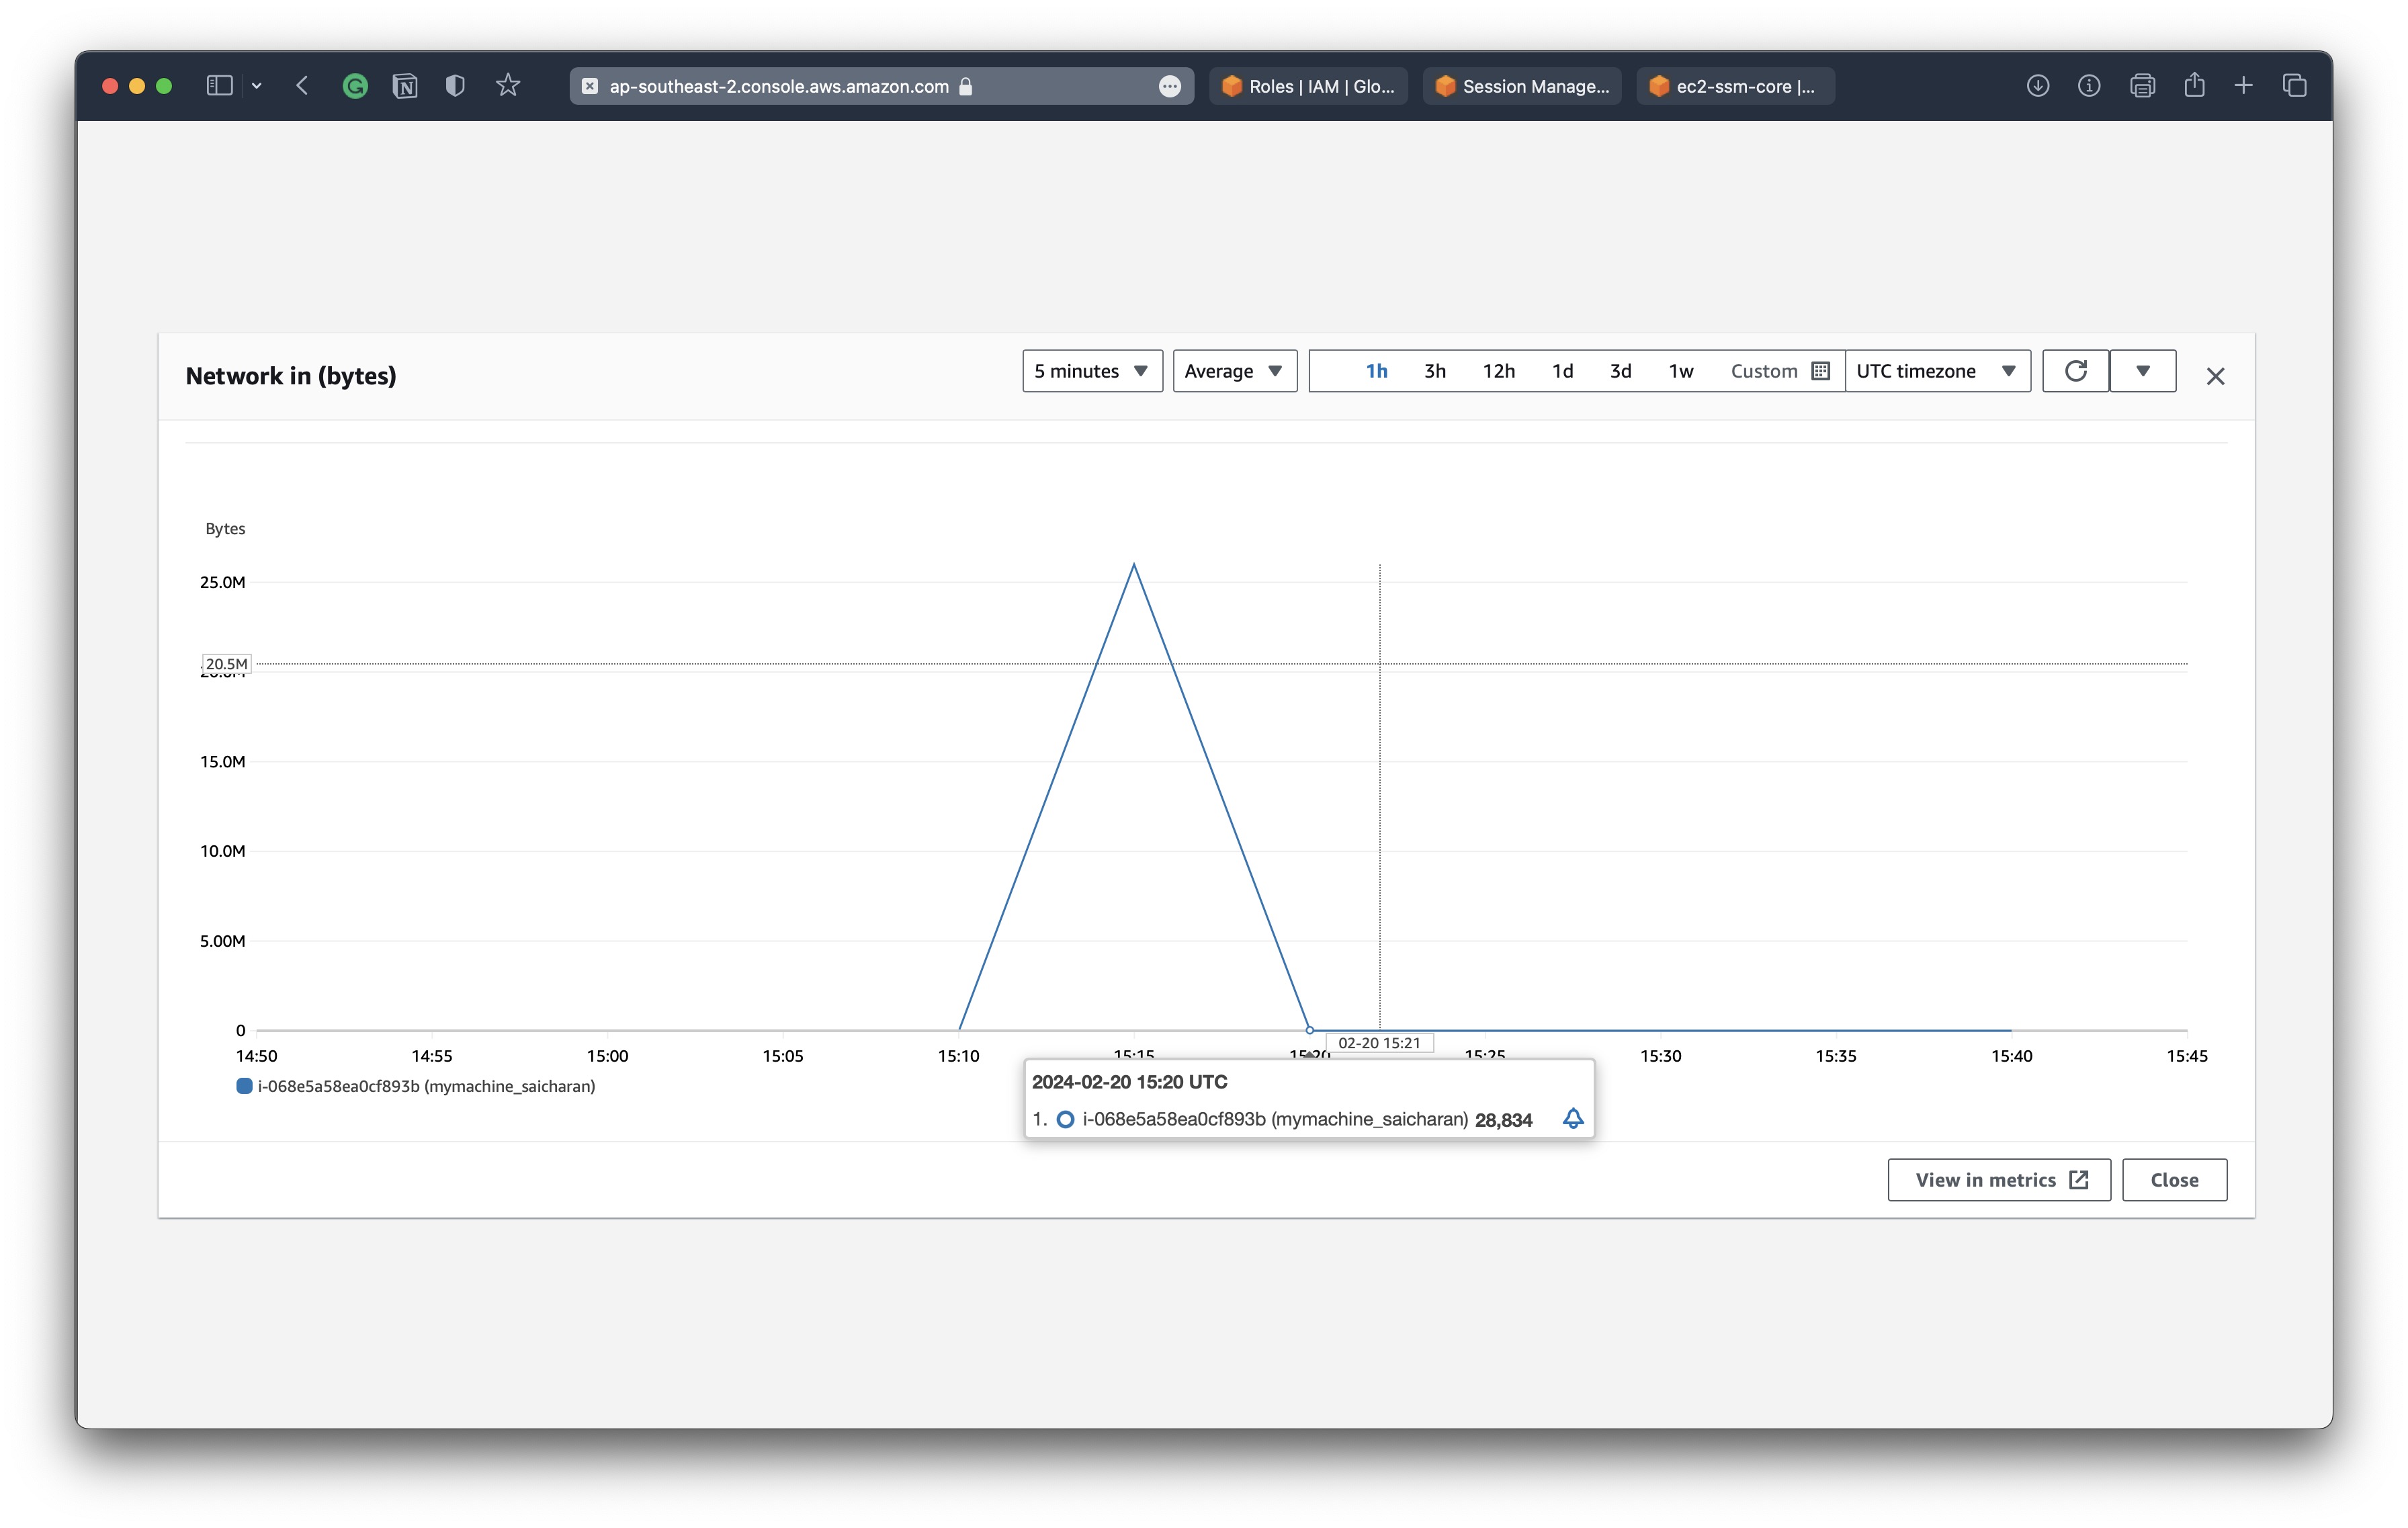 ap-southeast-2.console.aws.amazon.com
Roles | IAM | Glo...
Session Manage...
ec2-ssm-core |...
Network in (bytes)
5 minutes
Average
1h 3h 12h 1d 3d 1w Custom
UTC timezone
Bytes
25.0M
20.5M
15.0M
10.0M
5.00M
0
14:50 14:55 15:00 15:05 15:10 15:15 15:20 15:25 15:30 15:35 15:40 15:45
02-20 15:21
i-068e5a58ea0cf893b (mymachine_saicharan)
2024-02-20 15:20 UTC
1. i-068e5a58ea0cf893b (mymachine_saicharan) 28,834
View in metrics
Close